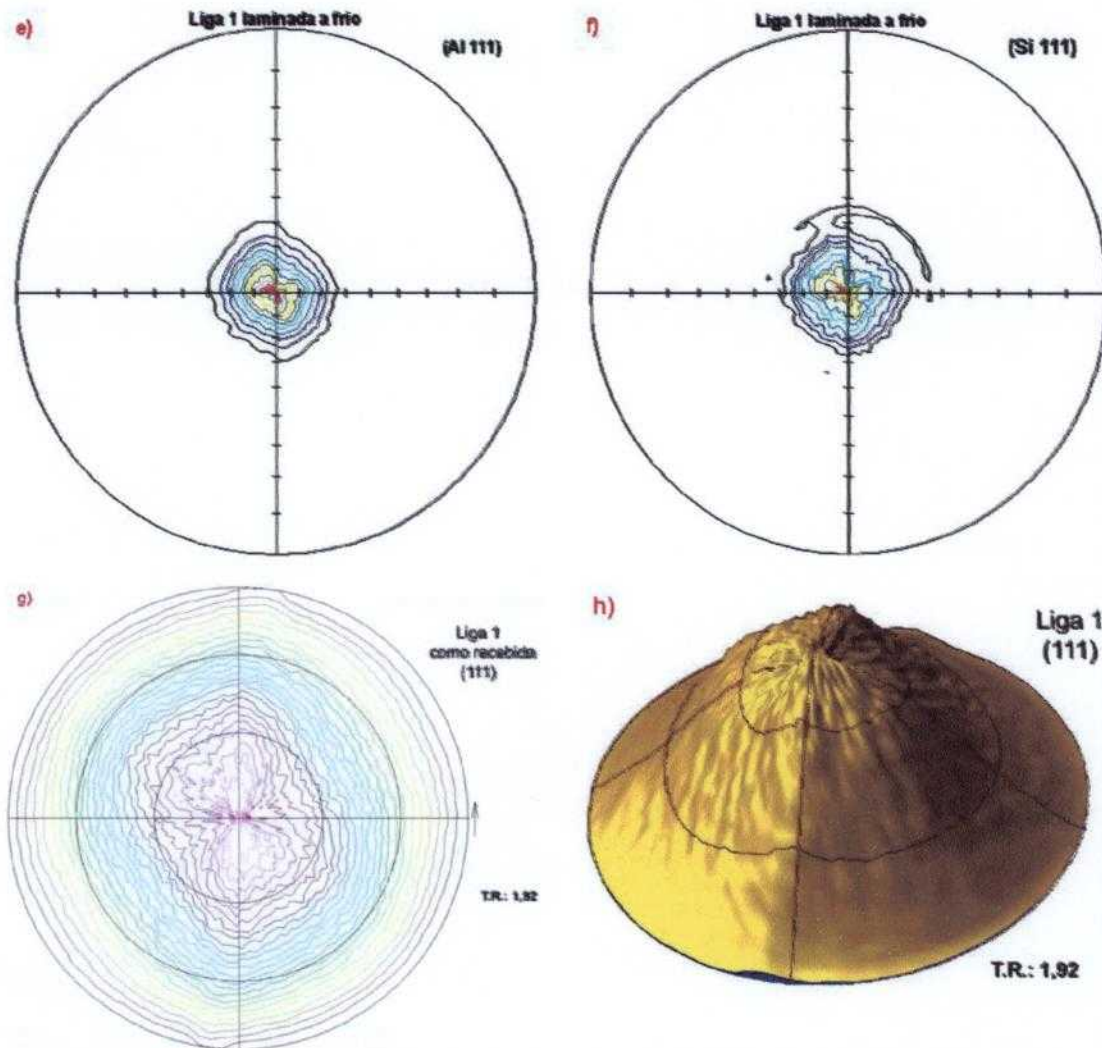 e)
Liga 1 laminada a frio
(Al 111)
f)
Liga 1 laminada a frio
(Si 111)
g)
Liga 1
como recebida
(111)
T.R.: 1,92
h)
Liga 1
(111)
T.R.: 1,92